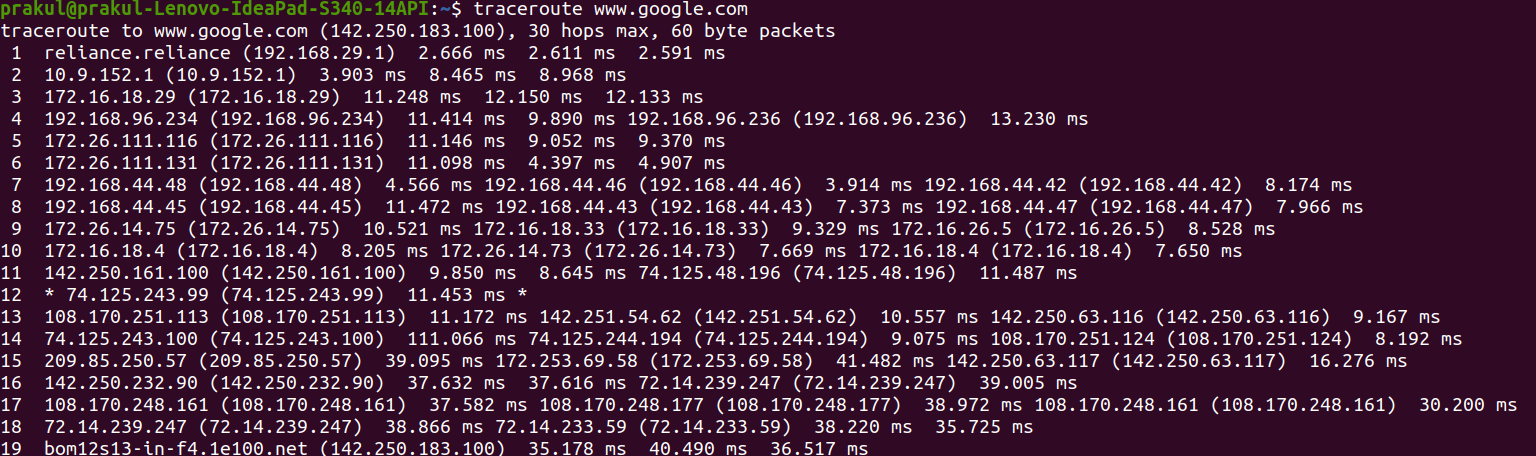 prakul@prakul-Lenovo-IdeaPad-S340-14API:~$ traceroute www.google.com
traceroute to www.google.com (142.250.183.100), 30 hops max, 60 byte packets
 1  reliance.reliance (192.168.29.1)  2.666 ms  2.611 ms  2.591 ms
 2  10.9.152.1 (10.9.152.1)  3.903 ms  8.465 ms  8.968 ms
 3  172.16.18.29 (172.16.18.29)  11.248 ms  12.150 ms  12.133 ms
 4  192.168.96.234 (192.168.96.234)  11.414 ms  9.890 ms 192.168.96.236 (192.168.96.236)  13.230 ms
 5  172.26.111.116 (172.26.111.116)  11.146 ms  9.052 ms  9.370 ms
 6  172.26.111.131 (172.26.111.131)  11.098 ms  4.397 ms  4.907 ms
 7  192.168.44.48 (192.168.44.48)  4.566 ms 192.168.44.46 (192.168.44.46)  3.914 ms 192.168.44.42 (192.168.44.42)  8.174 ms
 8  192.168.44.45 (192.168.44.45)  11.472 ms 192.168.44.43 (192.168.44.43)  7.373 ms 192.168.44.47 (192.168.44.47)  7.966 ms
 9  172.26.14.75 (172.26.14.75)  10.521 ms 172.16.18.33 (172.16.18.33)  9.329 ms 172.16.26.5 (172.16.26.5)  8.528 ms
10  172.16.18.4 (172.16.18.4)  8.205 ms 172.26.14.73 (172.26.14.73)  7.669 ms 172.16.18.4 (172.16.18.4)  7.650 ms
11  142.250.161.100 (142.250.161.100)  9.850 ms  8.645 ms 74.125.48.196 (74.125.48.196)  11.487 ms
12  * 74.125.243.99 (74.125.243.99)  11.453 ms *
13  108.170.251.113 (108.170.251.113)  11.172 ms 142.251.54.62 (142.251.54.62)  10.557 ms 142.250.63.116 (142.250.63.116)  9.167 ms
14  74.125.243.100 (74.125.243.100)  111.066 ms 74.125.244.194 (74.125.244.194)  9.075 ms 108.170.251.124 (108.170.251.124)  8.192 ms
15  209.85.250.57 (209.85.250.57)  39.095 ms 172.253.69.58 (172.253.69.58)  41.482 ms 142.250.63.117 (142.250.63.117)  16.276 ms
16  142.250.232.90 (142.250.232.90)  37.632 ms  37.616 ms 72.14.239.247 (72.14.239.247)  39.005 ms
17  108.170.248.161 (108.170.248.161)  37.582 ms 108.170.248.177 (108.170.248.177)  38.972 ms 108.170.248.161 (108.170.248.161)  30.200 ms
18  72.14.239.247 (72.14.239.247)  38.866 ms 72.14.233.59 (72.14.233.59)  38.220 ms  35.725 ms
19  bom12s13-in-f4.1e100.net (142.250.183.100)  35.178 ms  40.490 ms  36.517 ms